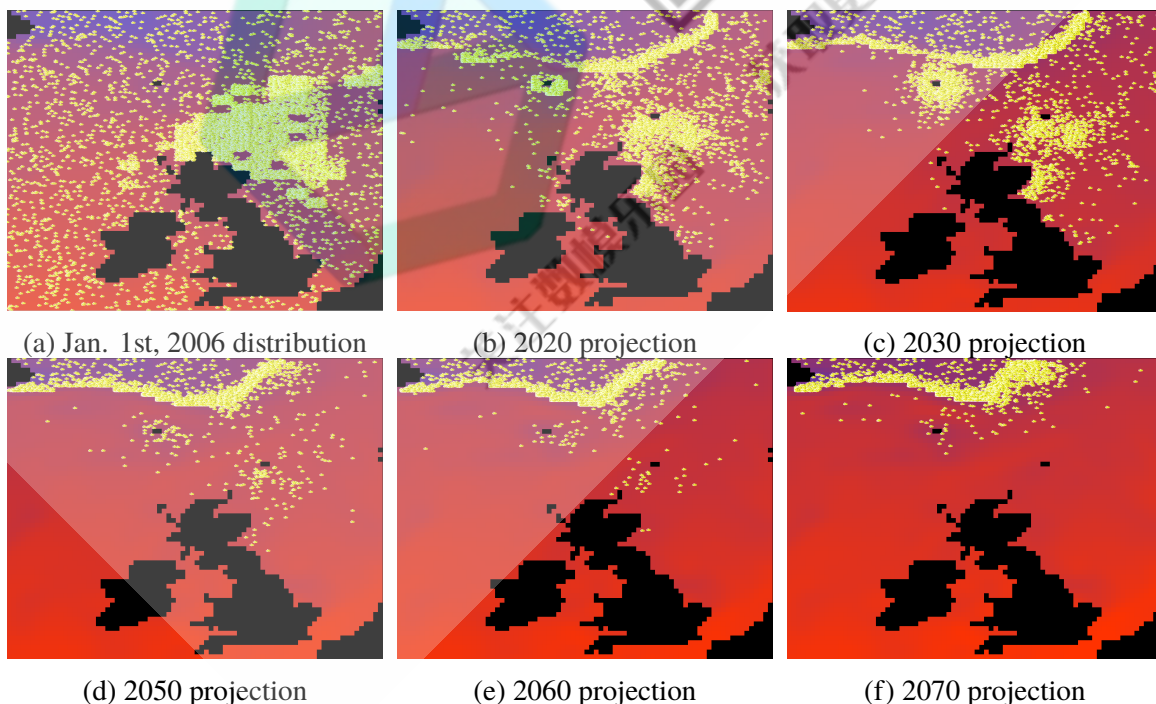 (a) Jan. 1st, 2006 distribution
(b) 2020 projection
(c) 2030 projection
(d) 2050 projection
(e) 2060 projection
(f) 2070 projection